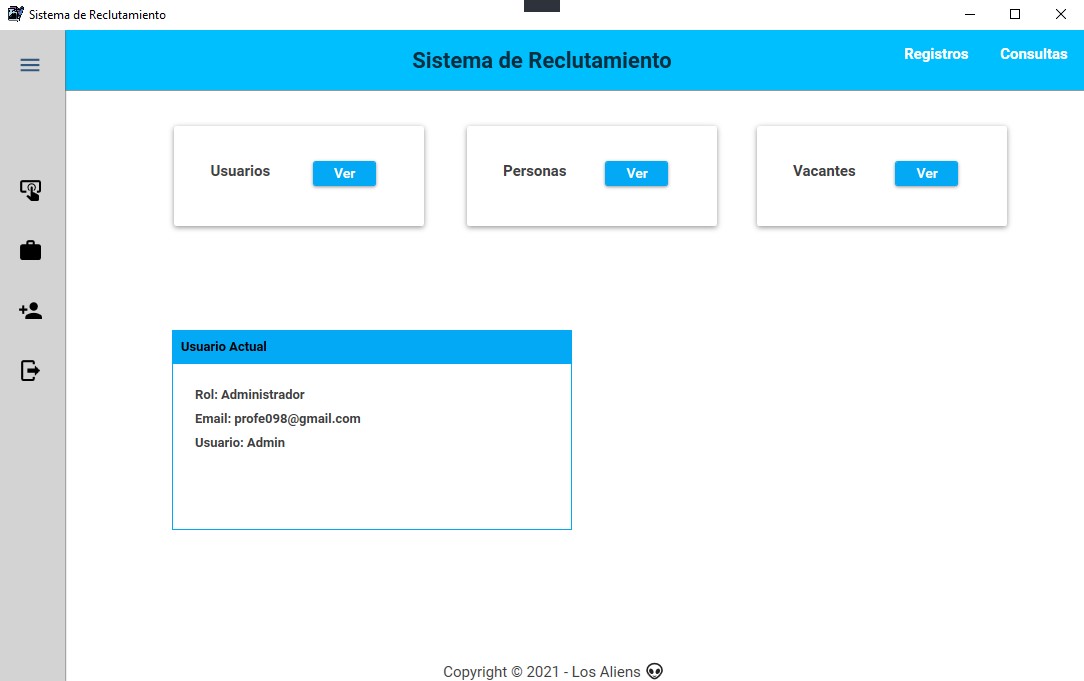 Sistema de Reclutamiento
Sistema de Reclutamiento
Registros
Consultas
Usuarios
Ver
Personas
Ver
Vacantes
Ver
Usuario Actual
Rol: Administrador
Email: profe098@gmail.com
Usuario: Admin
Copyright © 2021 - Los Aliens